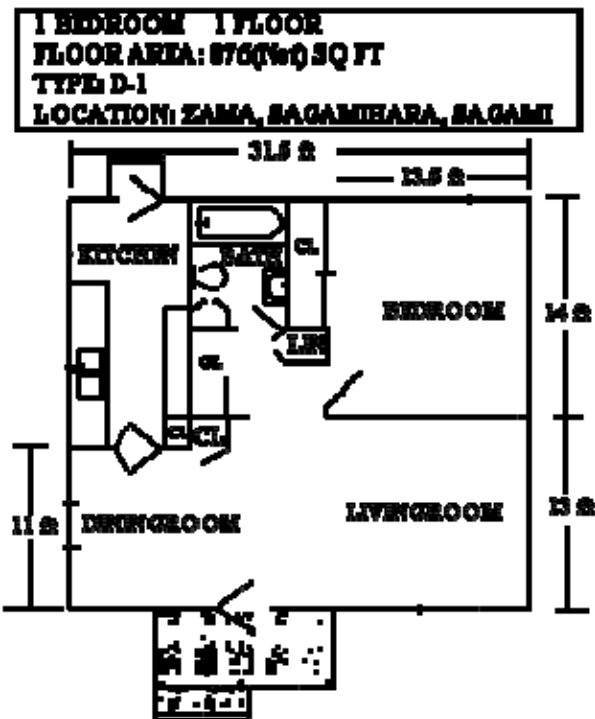 1 BEDROOM 1 FLOOR
FLOOR AREA: 876(Net) SQ FT
TYPE: D-1
LOCATION: ZAMA, SAGAMIHARA, SAGAMI
31.5 ft
13.5 ft
KITCHEN
BATH
CL
BEDROOM
14 ft
LIN
CL
CL
CL
11 ft
DININGROOM
LIVINGROOM
13 ft